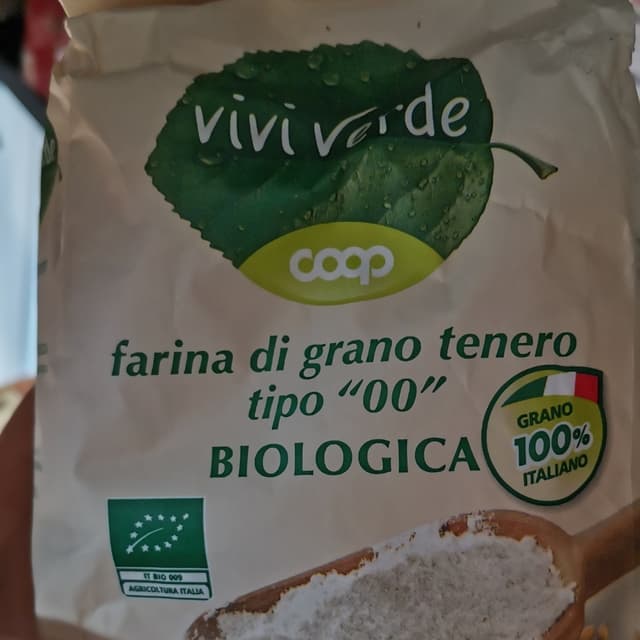 vivi verde
coop
farina di grano tenero
tipo “00”
BIOLOGICA
GRANO
100%
ITALIANO
IT BIO 009
AGRICOLTURA ITALIA